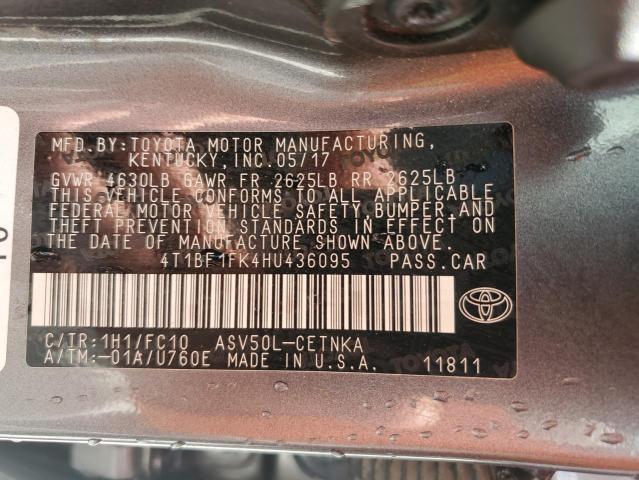 MFD.BY:TOYOTA MOTOR MANUFACTURING,
KENTUCKY,INC.05/17
GVWR 4630LB GAWR FR 2625LB RR 2625LB
THIS VEHICLE CONFORMS TO ALL APPLICABLE
FEDERAL MOTOR VEHICLE SAFETY,BUMPER,AND
THEFT PREVENTION STANDARDS IN EFFECT ON
THE DATE OF MANUFACTURE SHOWN ABOVE.
4T1BF1FK4HU436095 PASS.CAR
C/TR:1H1/FC10 ASV50L-CETNKA
A/TM:-01A/U760E MADE IN U.S.A. 11811